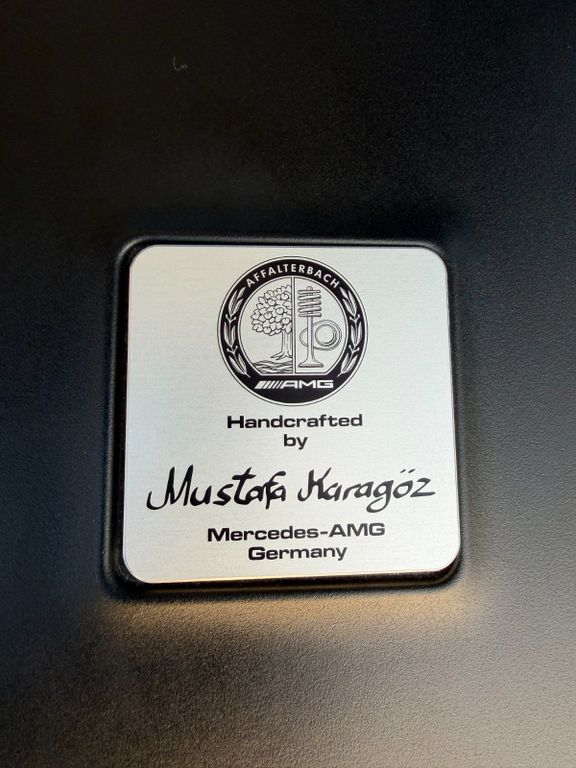 AFFALTERBACH
AMG
Handcrafted
by
Mustafa Karagöz
Mercedes-AMG
Germany